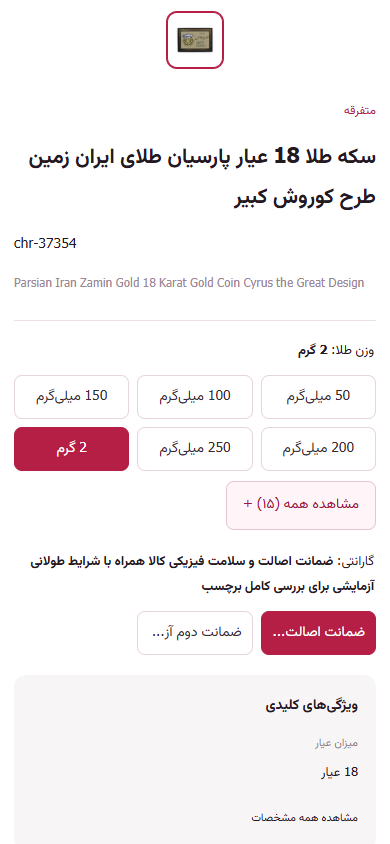 متفرقه
سکه طلا 18 عیار پارسیان طلای ایران زمین
طرح کوروش کبیر
chr-37354
Parsian Iran Zamin Gold 18 Karat Gold Coin Cyrus the Great Design
وزن طلا: 2 گرم
50 میلی‌گرم
100 میلی‌گرم
150 میلی‌گرم
200 میلی‌گرم
250 میلی‌گرم
2 گرم
مشاهده همه (۱۵) +
گارانتی: ضمانت اصالت و سلامت فیزیکی کالا همراه با شرایط طولانی
آزمایشی برای بررسی کامل برچسب
ضمانت اصالت...
ضمانت دوم آز...
ویژگی‌های کلیدی
میزان عیار
18 عیار
مشاهده همه مشخصات